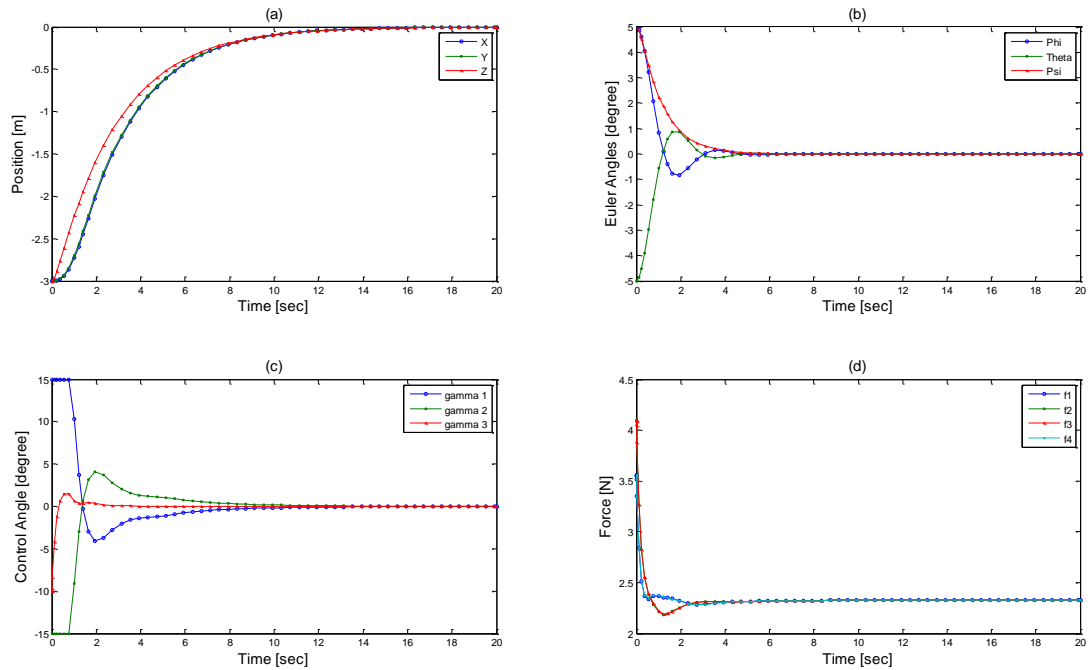 (a)
Position [m]
0
-0.5
-1
-1.5
-2
-2.5
-3
0 2 4 6 8 10 12 14 16 18 20
Time [sec]
X
Y
Z
(b)
Euler Angles [degree]
5
4
3
2
1
0
-1
-2
-3
-4
-5
0 2 4 6 8 10 12 14 16 18 20
Time [sec]
Phi
Theta
Psi
(c)
Control Angle [degree]
15
10
5
0
-5
-10
-15
0 2 4 6 8 10 12 14 16 18 20
Time [sec]
gamma 1
gamma 2
gamma 3
(d)
Force [N]
4.5
4
3.5
3
2.5
2
0 2 4 6 8 10 12 14 16 18 20
Time [sec]
f1
f2
f3
f4